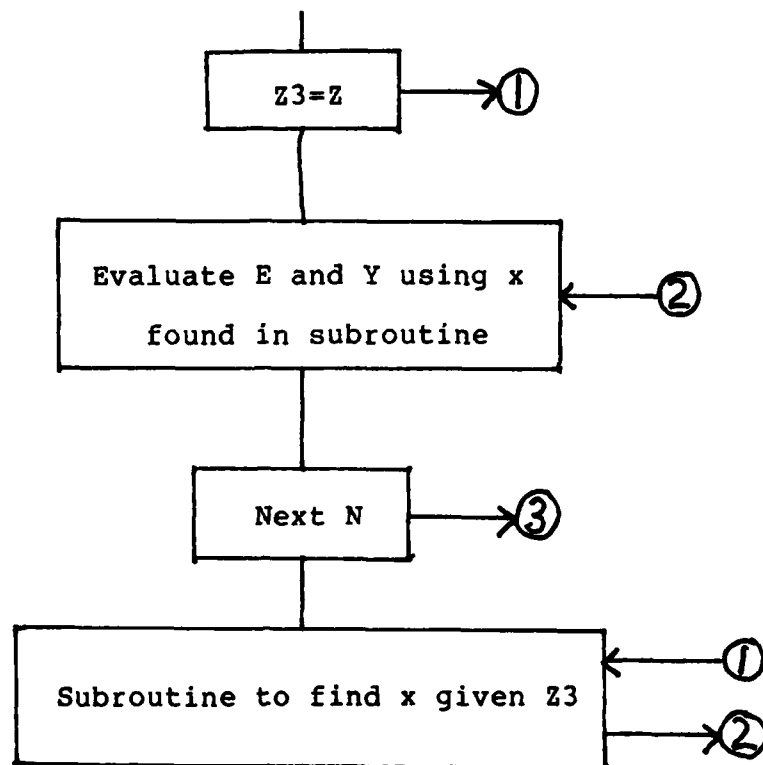 Z3=Z
①
Evaluate E and Y using x
②
found in subroutine
Next N
③
①
Subroutine to find x given Z3
②